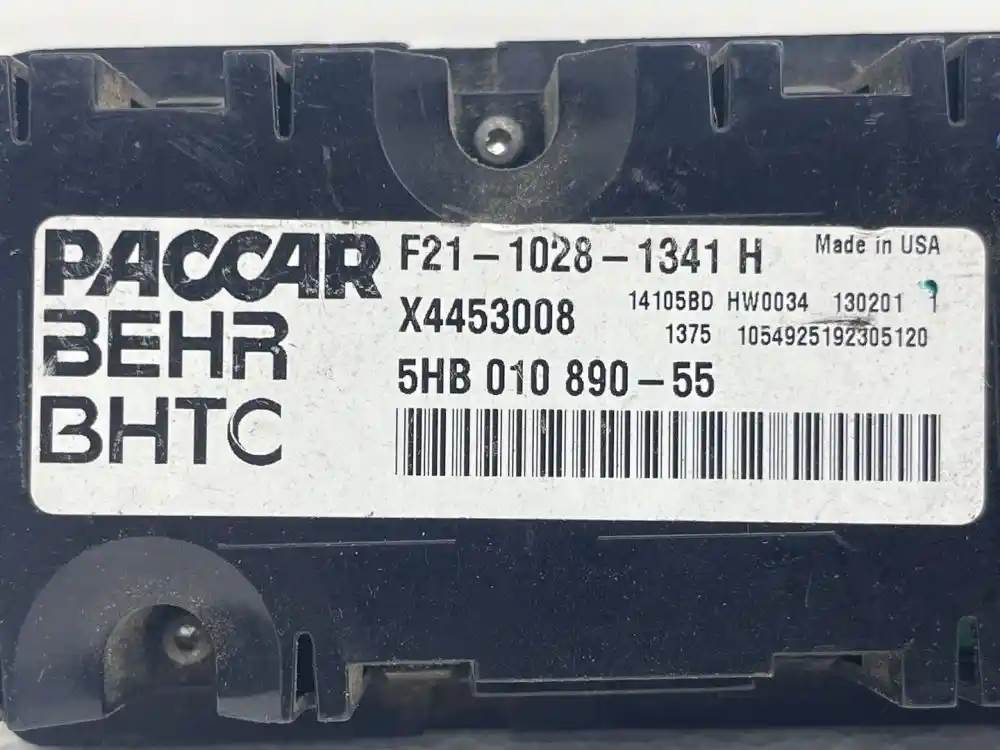 PACCAR
BEHR
BHTC
F21-1028-1341 H
Made in USA
X4453008
14105BD HW0034 130201 1
1375 1054925192305120
5HB 010 890-55